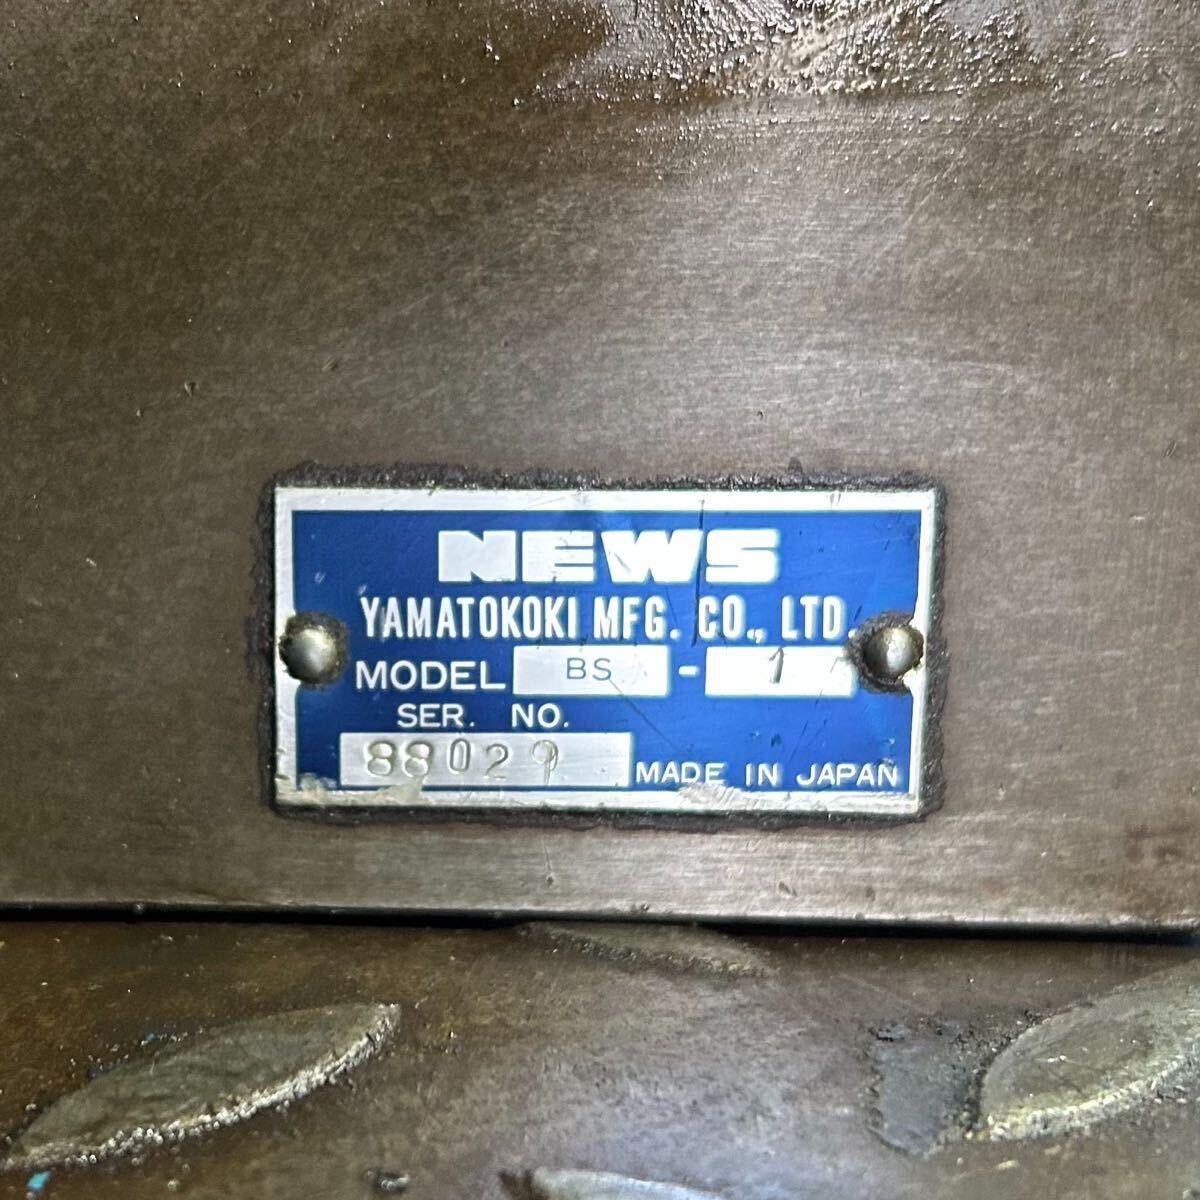 NEWS
YAMATOKOKI MFG. CO., LTD.
MODEL BS - 1
SER. NO.
88029 MADE IN JAPAN